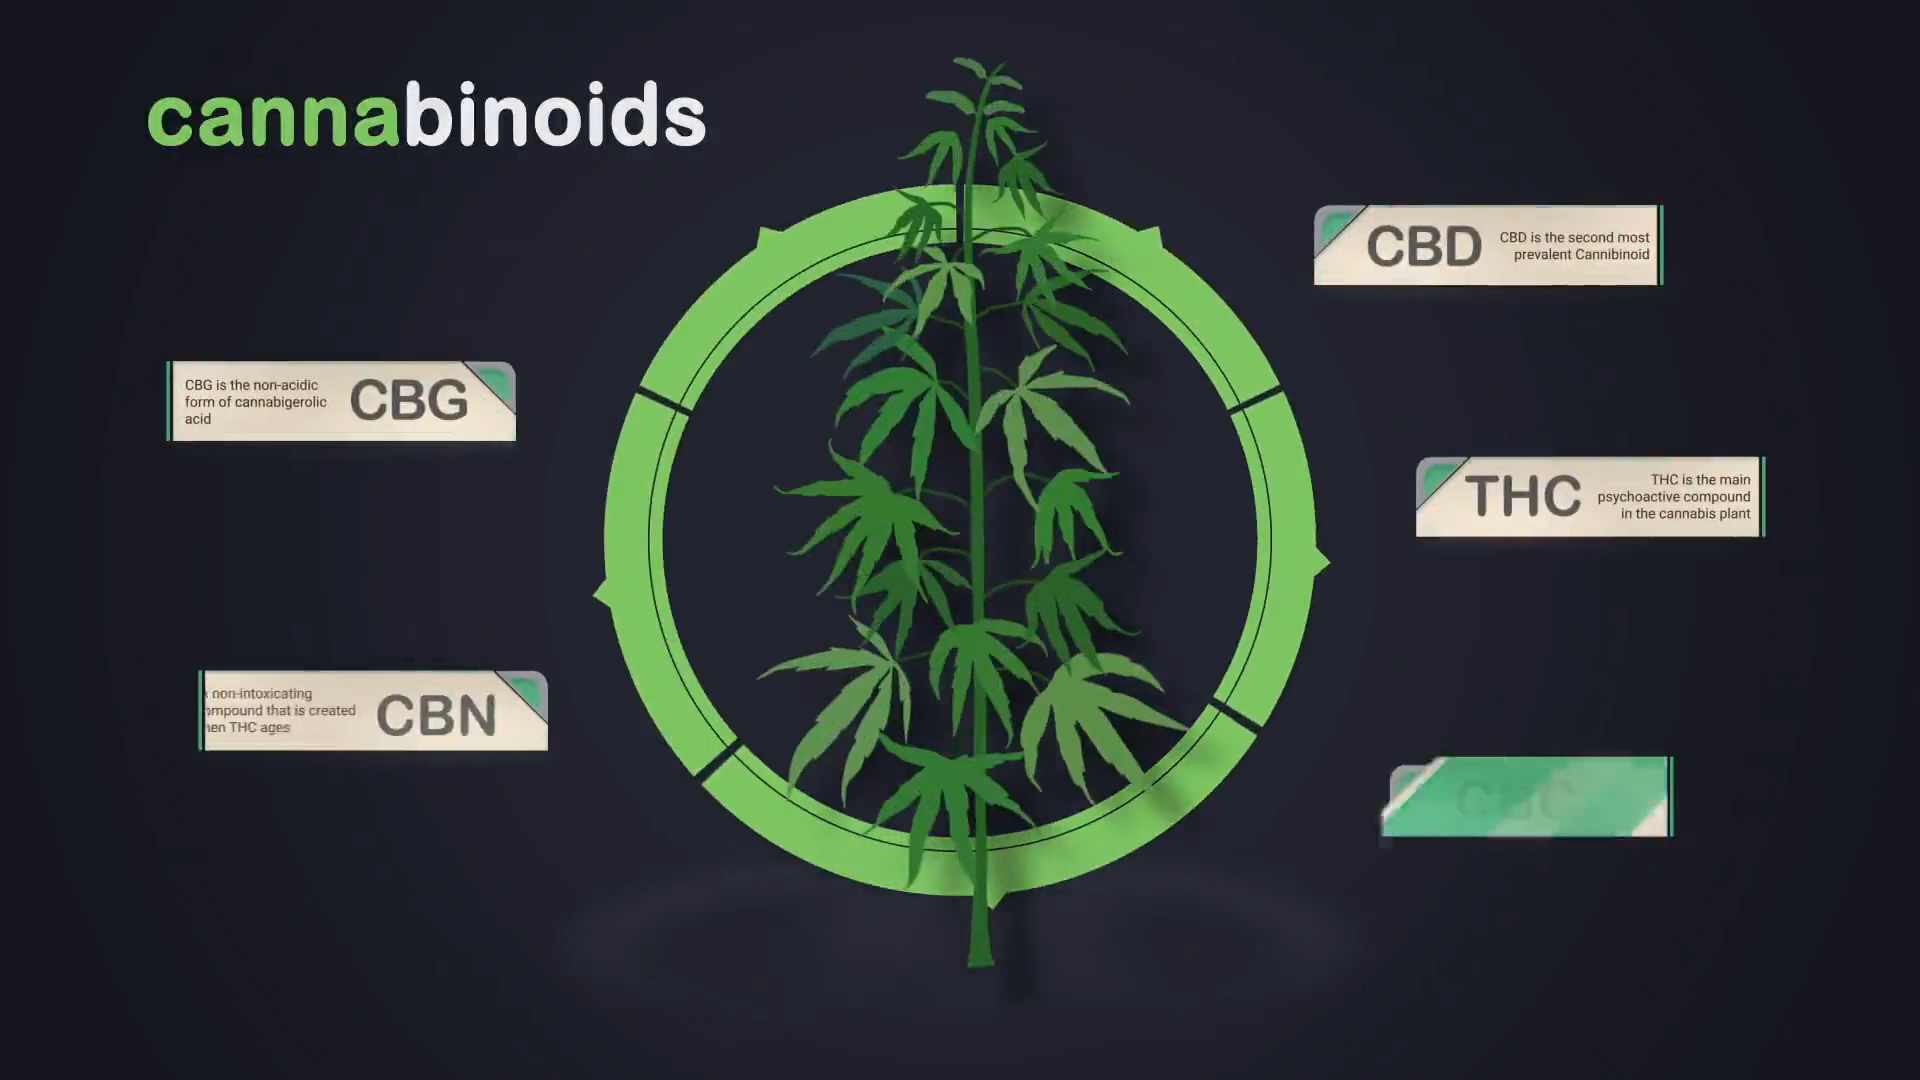 cannabinoids
CBD
CBD is the second most
prevalent Cannibinoid
CBG is the non-acidic
form of cannabigerolic
acid
CBG
THC
THC is the main
psychoactive compound
in the cannabis plant
non-intoxicating
that is created
THC ages
CBN
CBC